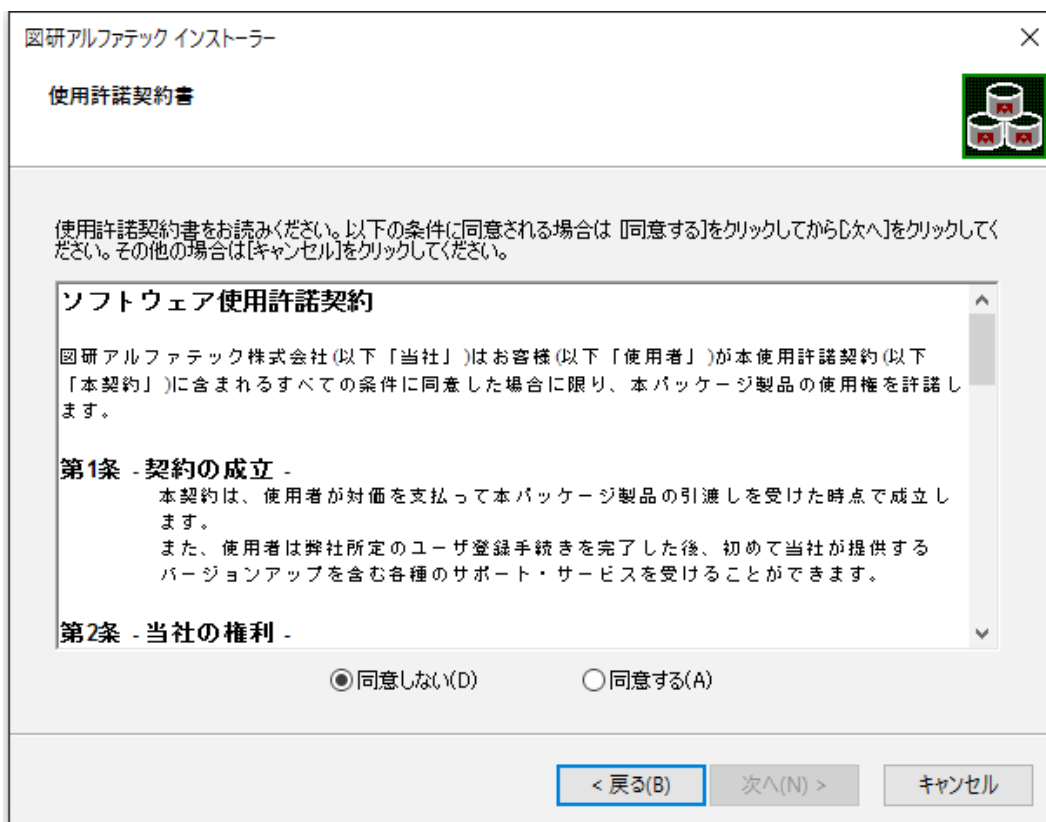 図研アルファテック インストーラー
使用許諾契約書
使用許諾契約書をお読みください。以下の条件に同意される場合は [同意する]をクリックしてから[次へ]をクリックしてく
ださい。その他の場合は[キャンセル]をクリックしてください。
ソフトウェア使用許諾契約
図研アルファテック株式会社(以下「当社」)はお客様(以下「使用者」)が本使用許諾契約(以下
「本契約」)に含まれるすべての条件に同意した場合に限り、本パッケージ製品の使用権を許諾し
ます。
第1条 - 契約の成立 -
本契約は、使用者が対価を支払って本パッケージ製品の引渡しを受けた時点で成立し
ます。
また、使用者は弊社所定のユーザ登録手続きを完了した後、初めて当社が提供する
バージョンアップを含む各種のサポート・サービスを受けることができます。
第2条 - 当社の権利 -
同意しない(D) 同意する(A)
< 戻る(B) 次へ(N) > キャンセル